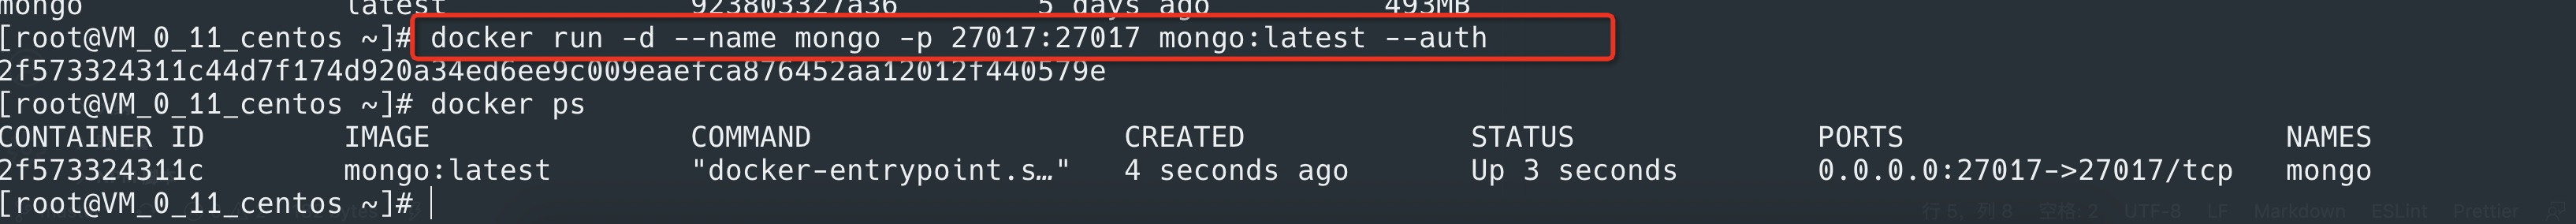 mongo latest 923803327a36 5 days ago 493MB
[root@VM_0_11_centos ~]# docker run -d --name mongo -p 27017:27017 mongo:latest --auth
2f573324311c44d7f174d920a34ed6ee9c009eaefca876452aa12012f440579e
[root@VM_0_11_centos ~]# docker ps
CONTAINER ID IMAGE COMMAND CREATED STATUS PORTS NAMES
2f573324311c mongo:latest "docker-entrypoint.s…" 4 seconds ago Up 3 seconds 0.0.0.0:27017->27017/tcp mongo
[root@VM_0_11_centos ~]#
行 5，列 8 空格: 2 UTF-8 LF Markdown ESLint Prettier